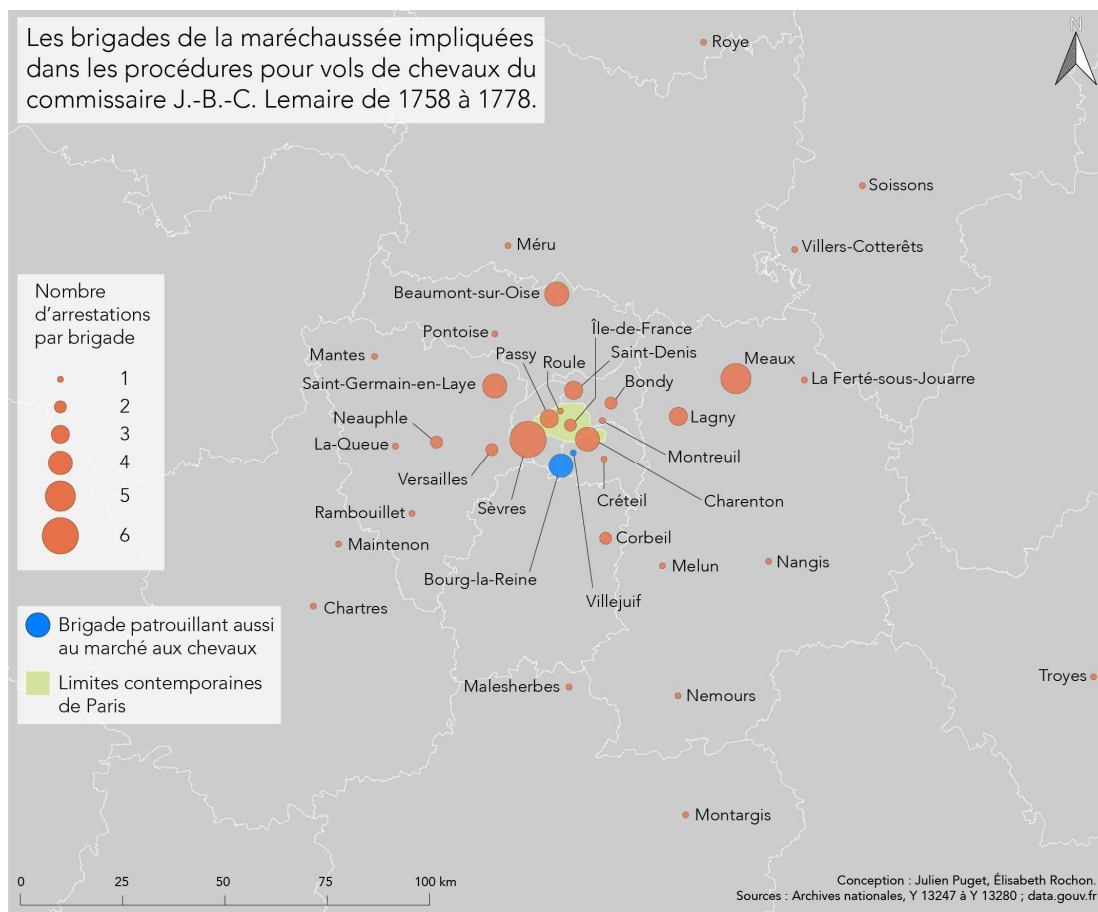 Les brigades de la maréchaussée impliquées
dans les procédures pour vols de chevaux du
commissaire J.-B.-C. Lemaire de 1758 à 1778.
N
Roye
Soissons
Villers-Cotterêts
Méru
Beaumont-sur-Oise
Île-de-France
Pontoise
Passy
Roule
Saint-Denis
Mantes
Meaux
La Ferté-sous-Jouarre
Saint-Germain-en-Laye
Bondy
Neauphle
Lagny
La-Queue
Montreuil
Versailles
Sèvres
Créteil
Charenton
Rambouillet
Maintenon
Corbeil
Bourg-la-Reine
Melun
Nangis
Villejuif
Chartres
Malesherbes
Nemours
Troyes
Montargis
Nombre
d'arrestations
par brigade
1
2
3
4
5
6
Brigade patrouillant aussi
au marché aux chevaux
Limites contemporaines
de Paris
0 25 50 75 100 km
Conception : Julien Puget, Élisabeth Rochon.
Sources : Archives nationales, Y 13247 à Y 13280 ; data.gouv.fr